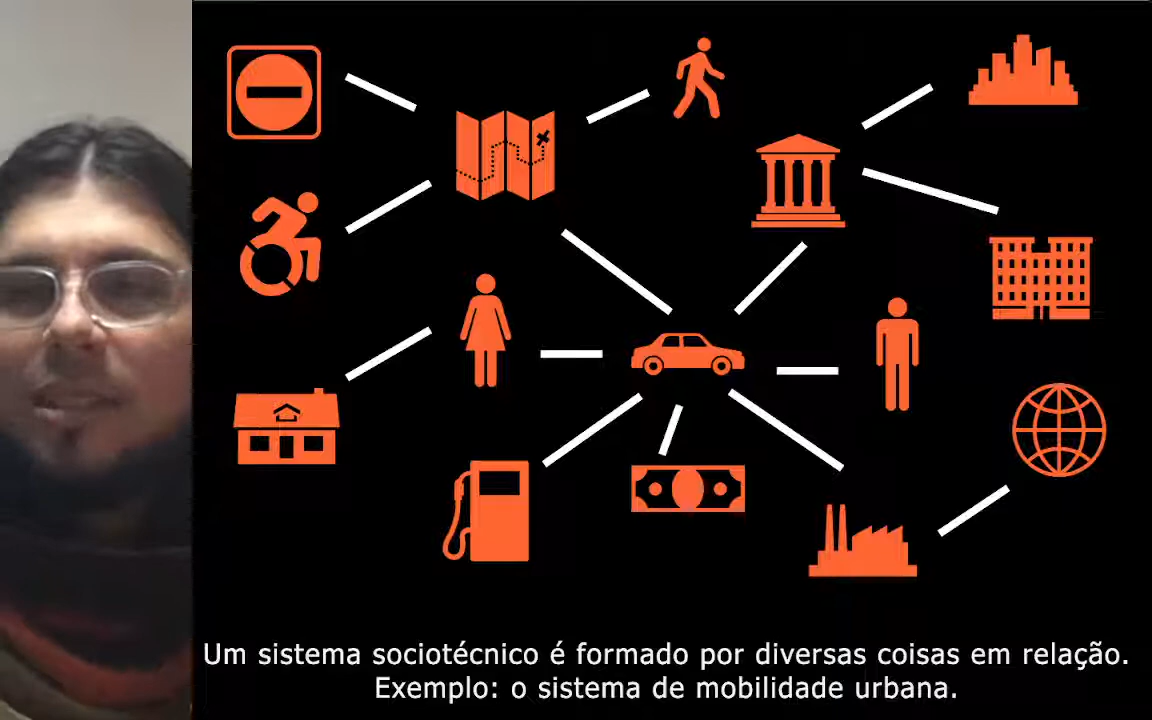 Um sistema sociotécnico é formado por diversas coisas em relação.
Exemplo: o sistema de mobilidade urbana.